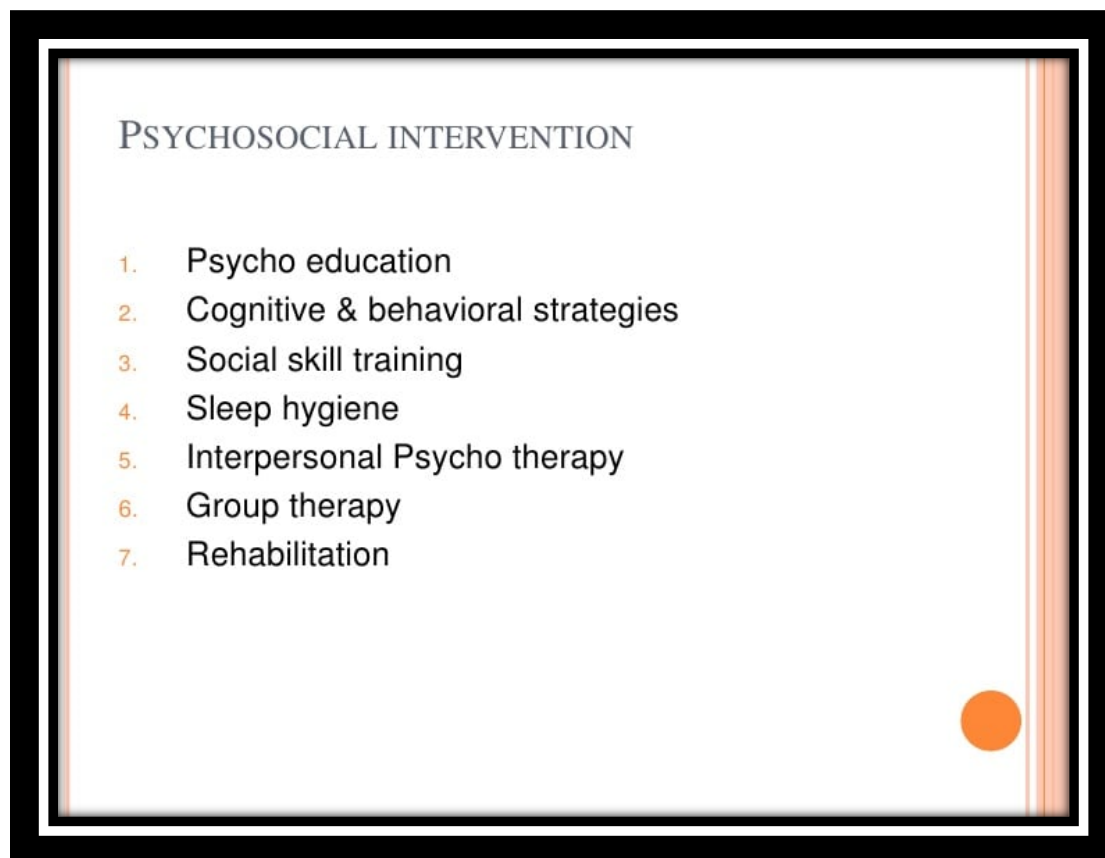 PSYCHOSOCIAL INTERVENTION
1. Psycho education
2. Cognitive & behavioral strategies
3. Social skill training
4. Sleep hygiene
5. Interpersonal Psycho therapy
6. Group therapy
7. Rehabilitation